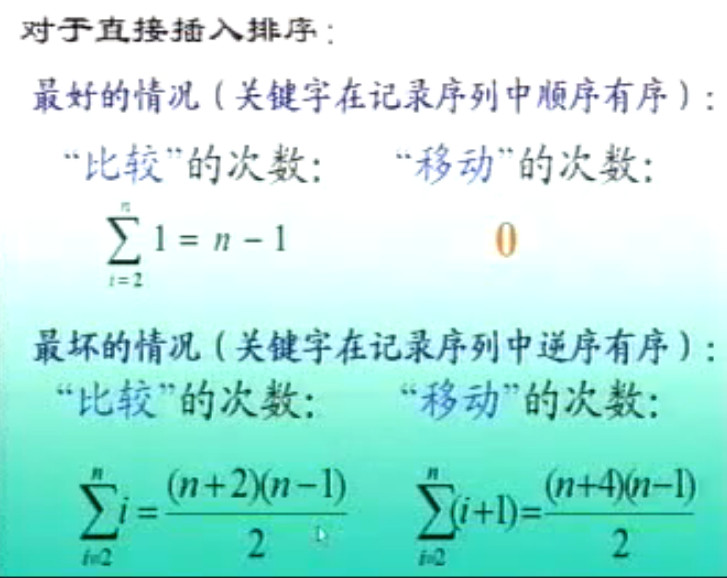 对于直接插入排序:
最好的情况(关键字在记录序列中顺序有序):
“比较”的次数: “移动”的次数:
\sum_{i=2}^{n} 1 = n - 1 0
最坏的情况(关键字在记录序列中逆序有序):
“比较”的次数: “移动”的次数:
\sum_{i=2}^{n} i = \frac{(n+2)(n-1)}{2} \sum_{i=2}^{n} (i+1) = \frac{(n+4)(n-1)}{2}